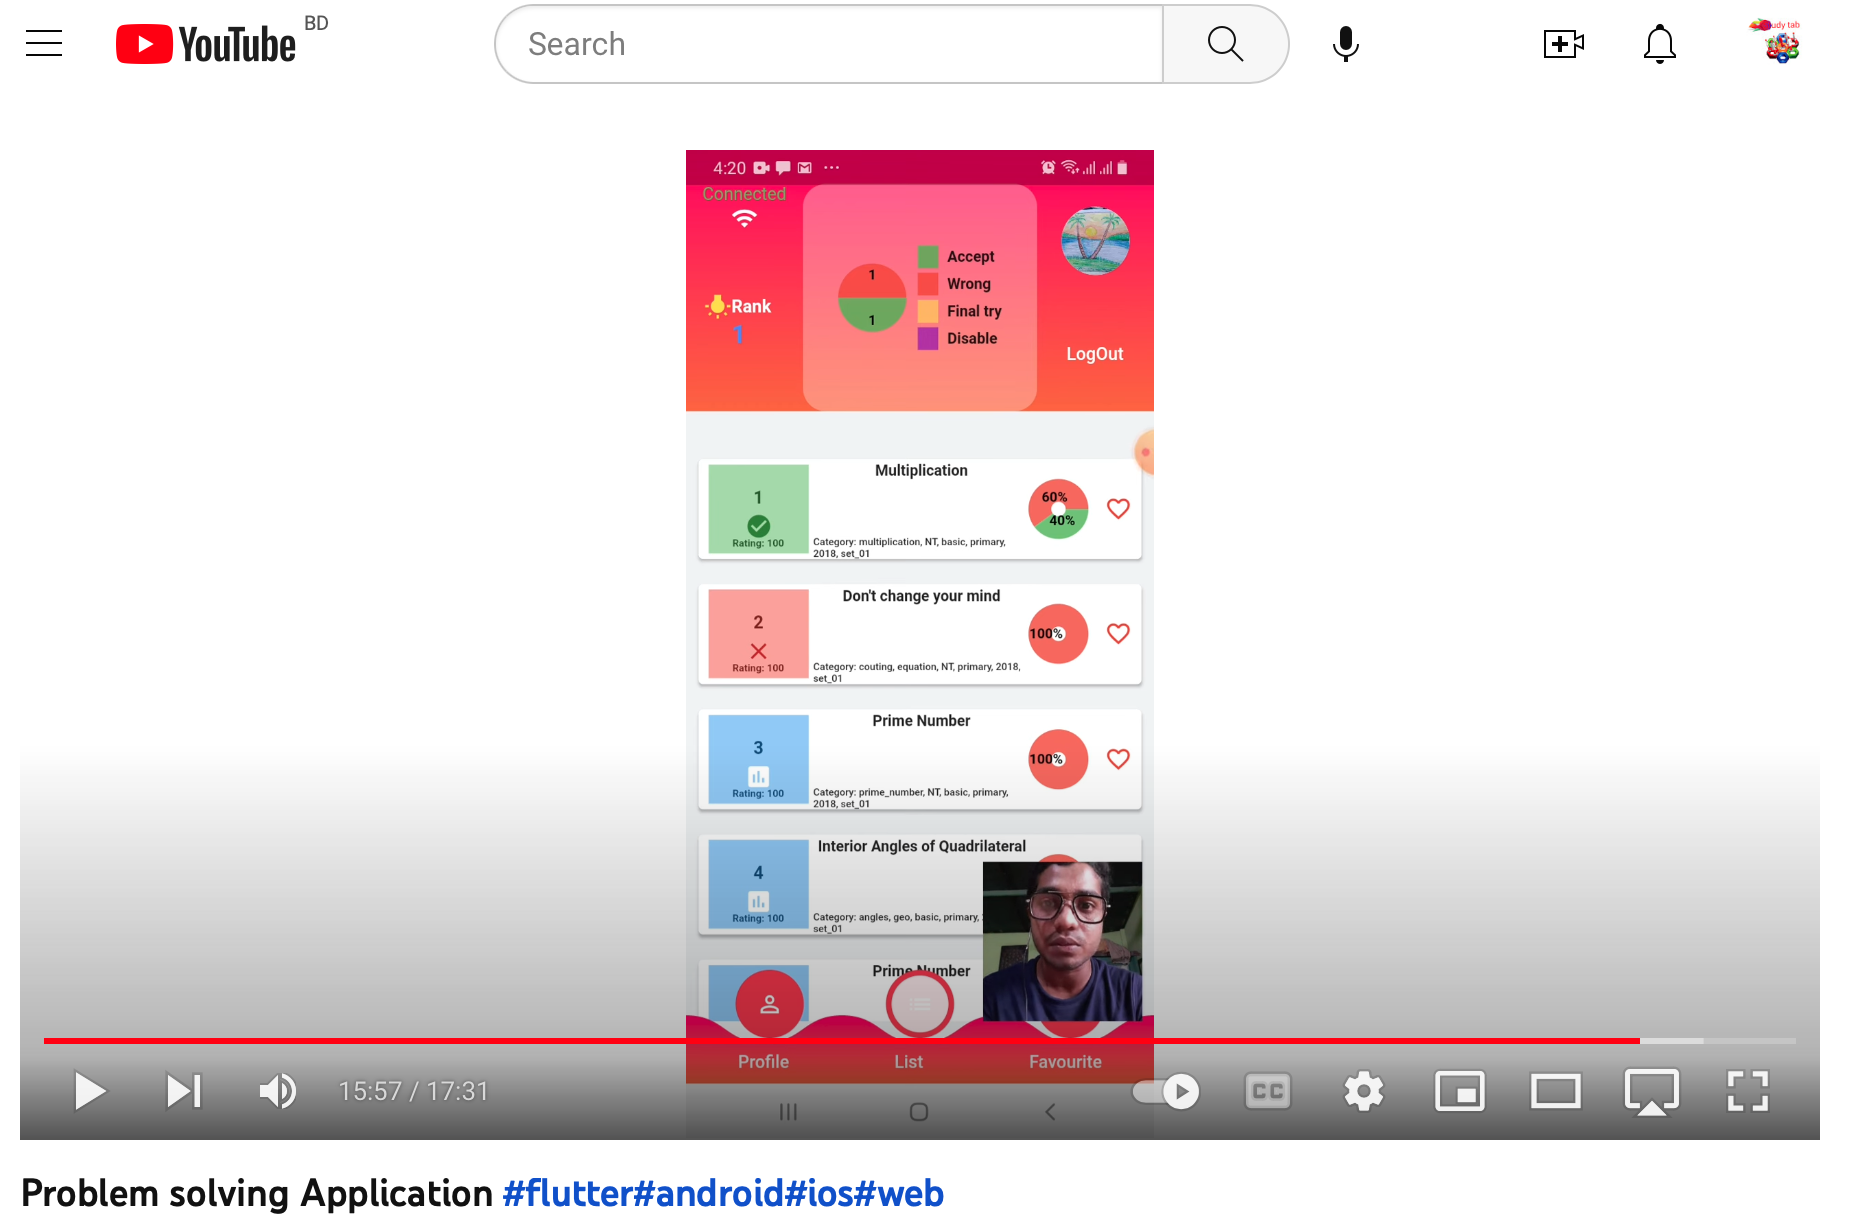 YouTube BD
Search
udy tab
4:20
Connected
Accept
Wrong
Final try
Disable
1
1
Rank
1
LogOut
Multiplication
1
Rating: 100
60%
40%
Category: multiplication, NT, basic, primary,
2018, set_01
Don't change your mind
2
Rating: 100
100%
Category: couting, equation, NT, primary, 2018,
set_01
Prime Number
3
Rating: 100
100%
Category: prime_number, NT, basic, primary,
2018, set_01
Interior Angles of Quadrilateral
4
Rating: 100
Category: angles, geo, basic, primary,
set_01
Prime Number
Profile
List
Favourite
15:57 / 17:31
CC
Problem solving Application #flutter#android#ios#web